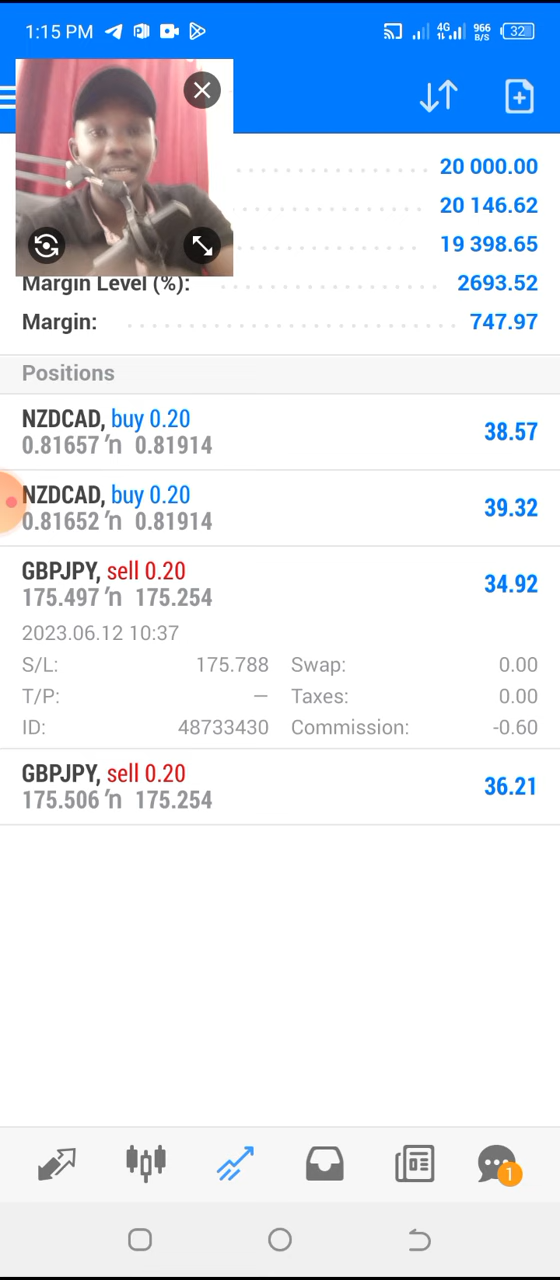 1:15 PM 4G 966 B/S 32
20 000.00
20 146.62
19 398.65
Margin Level (%): 2693.52
Margin: 747.97
Positions
NZDCAD, buy 0.20 38.57
0.81657 ’n 0.81914
NZDCAD, buy 0.20 39.32
0.81652 ’n 0.81914
GBPJPY, sell 0.20 34.92
175.497 ’n 175.254
2023.06.12 10:37
S/L: 175.788 Swap: 0.00
T/P: — Taxes: 0.00
ID: 48733430 Commission: -0.60
GBPJPY, sell 0.20 36.21
175.506 ’n 175.254
1